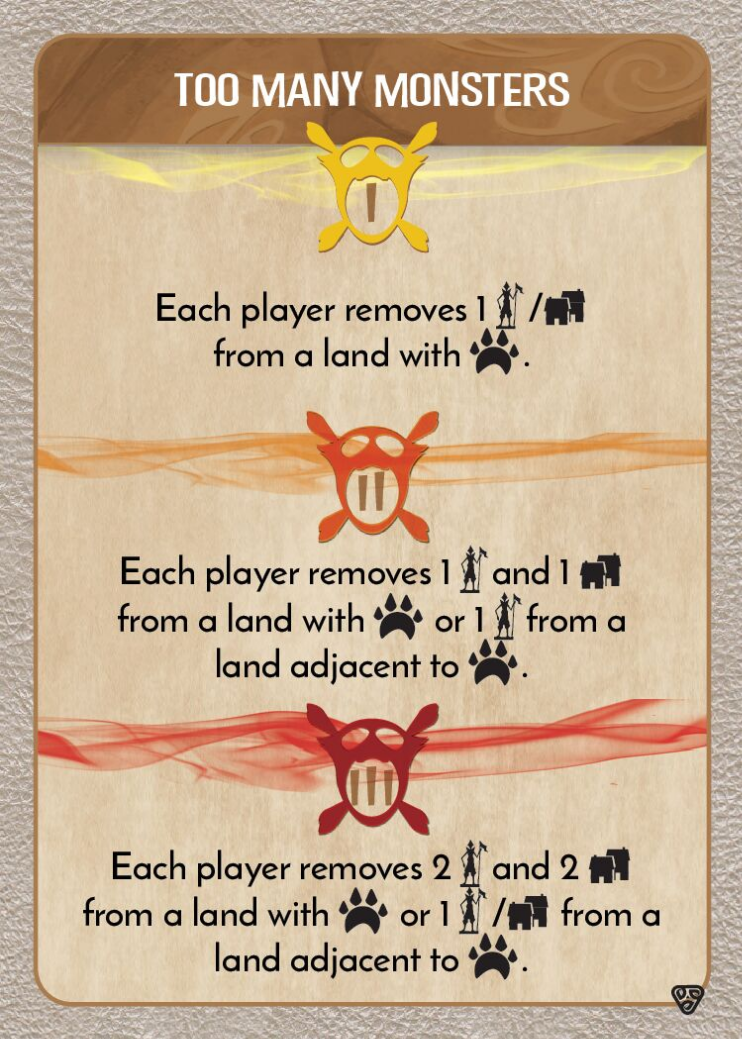 TOO MANY MONSTERS
I
Each player removes 1 /
from a land with .
II
Each player removes 1 and 1
from a land with or 1 from a
land adjacent to .
III
Each player removes 2 and 2
from a land with or 1 / from a
land adjacent to .